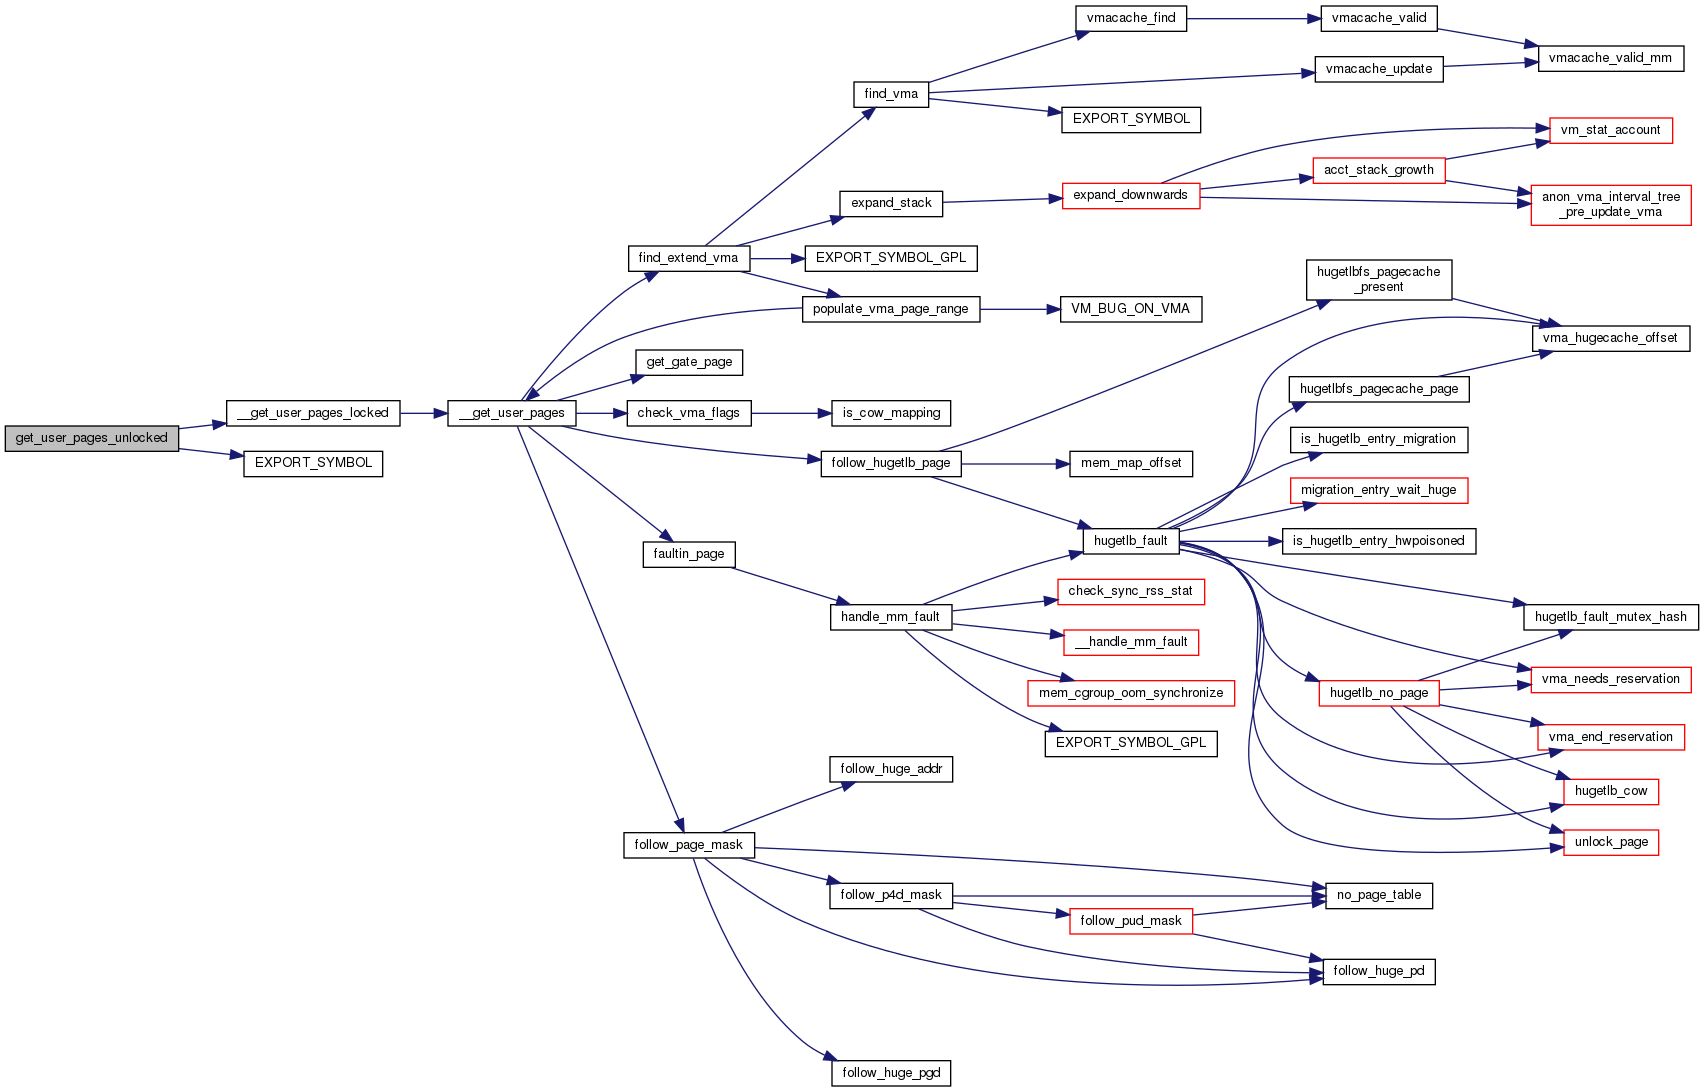 vmacache_find
vmacache_valid
vmacache_valid_mm
vmacache_update
find_vma
EXPORT_SYMBOL
vm_stat_account
acct_stack_growth
expand_downwards
expand_stack
anon_vma_interval_tree
_pre_update_vma
find_extend_vma
EXPORT_SYMBOL_GPL
hugetlbfs_pagecache
_present
populate_vma_page_range
VM_BUG_ON_VMA
vma_hugecache_offset
get_gate_page
hugetlbfs_pagecache_page
__get_user_pages_locked
__get_user_pages
check_vma_flags
is_cow_mapping
get_user_pages_unlocked
is_hugetlb_entry_migration
EXPORT_SYMBOL
follow_hugetlb_page
mem_map_offset
migration_entry_wait_huge
hugetlb_fault
is_hugetlb_entry_hwpoisoned
faultin_page
check_sync_rss_stat
handle_mm_fault
hugetlb_fault_mutex_hash
__handle_mm_fault
vma_needs_reservation
mem_cgroup_oom_synchronize
hugetlb_no_page
vma_end_reservation
EXPORT_SYMBOL_GPL
follow_huge_addr
hugetlb_cow
follow_page_mask
unlock_page
follow_p4d_mask
no_page_table
follow_pud_mask
follow_huge_pd
follow_huge_pgd